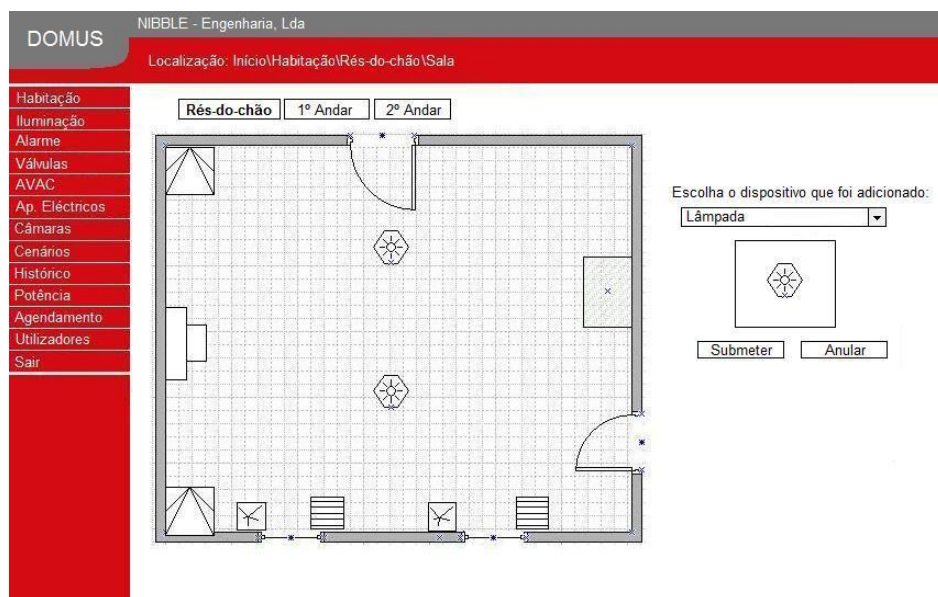 DOMUS
NIBBLE - Engenharia, Lda
Localização: Início\Habitação\Rés-do-chão\Sala
Habitação
Iluminação
Alarme
Válvulas
AVAC
Ap. Eléctricos
Câmaras
Cenários
Histórico
Potência
Agendamento
Utilizadores
Sair
Rés-do-chão 1º Andar 2º Andar
Escolha o dispositivo que foi adicionado:
Lâmpada
Submeter Anular